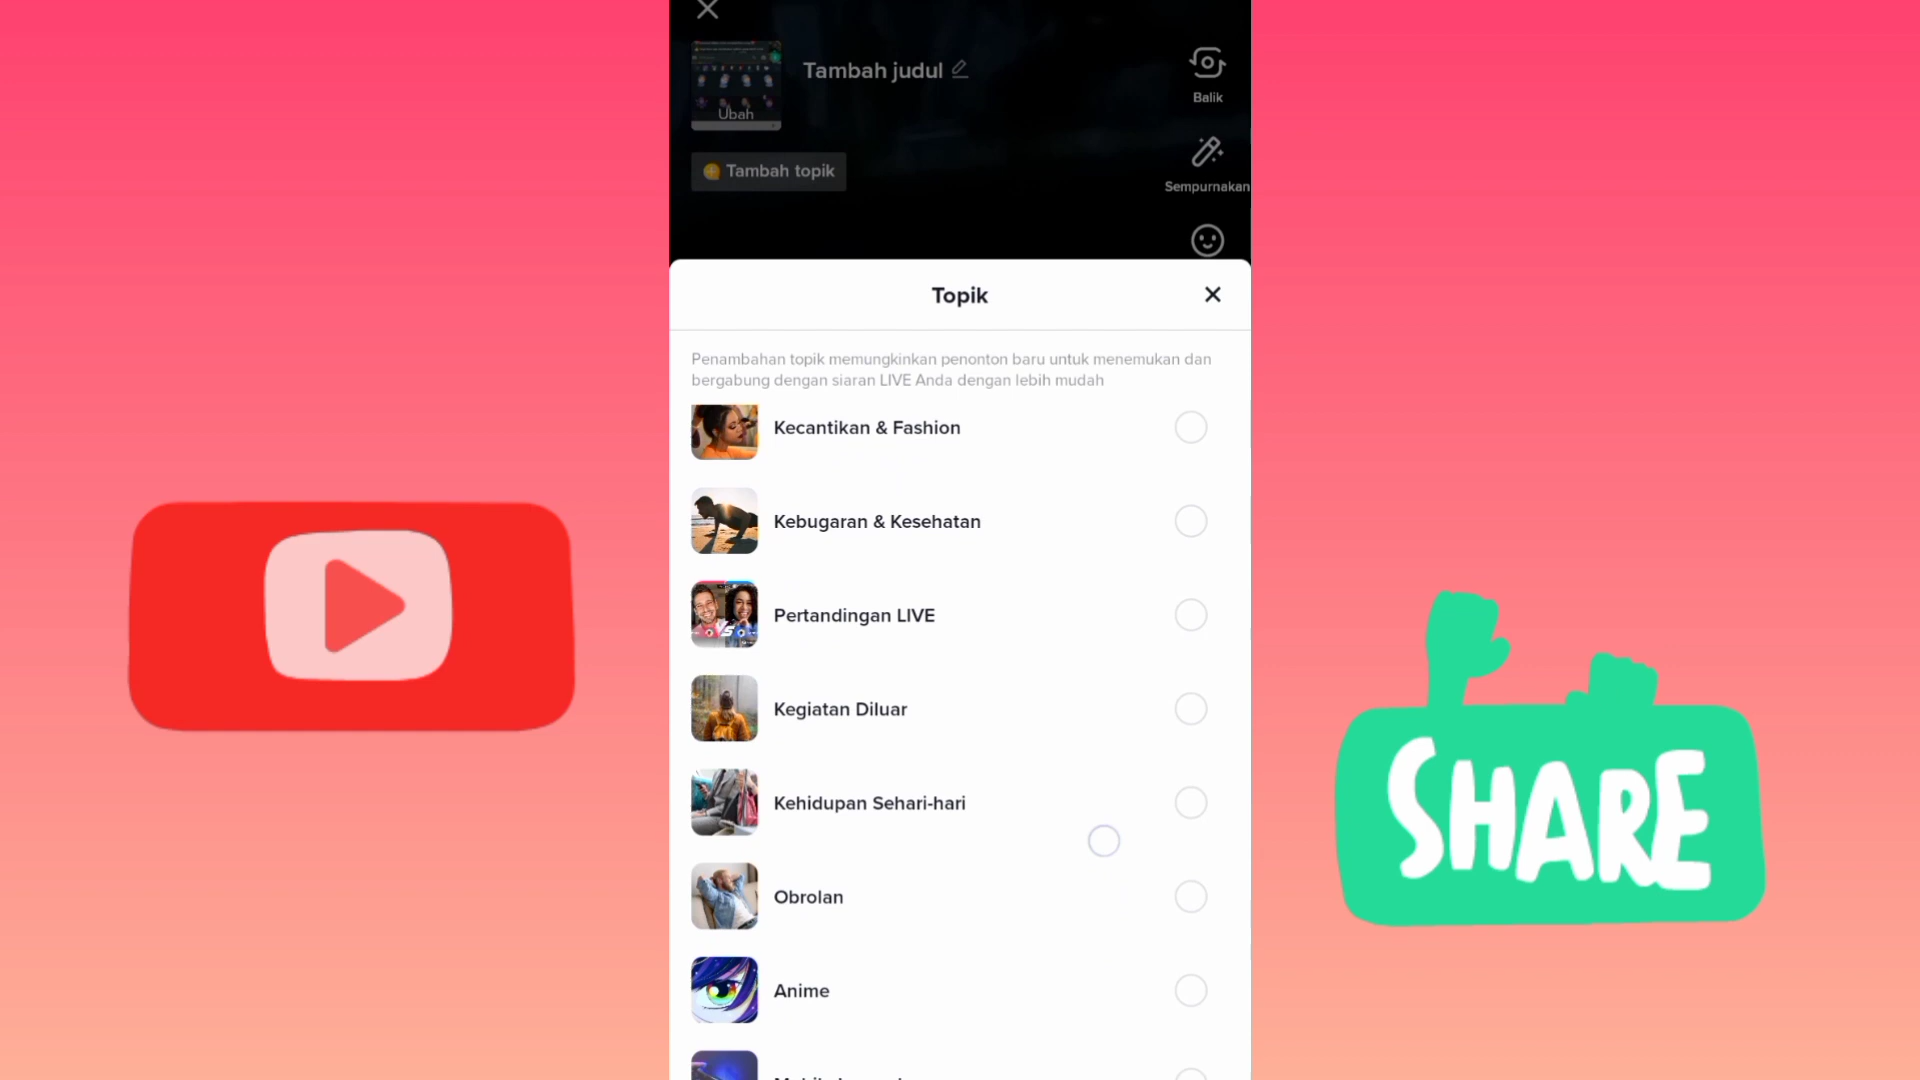 Tambah judul
Ubah
Tambah topik
Balik
Sempurnakan
Topik
Penambahan topik memungkinkan penonton baru untuk menemukan dan
bergabung dengan siaran LIVE Anda dengan lebih mudah
Kecantikan & Fashion
Kebugaran & Kesehatan
Pertandingan LIVE
Kegiatan Diluar
Kehidupan Sehari-hari
Obrolan
Anime
SHARE